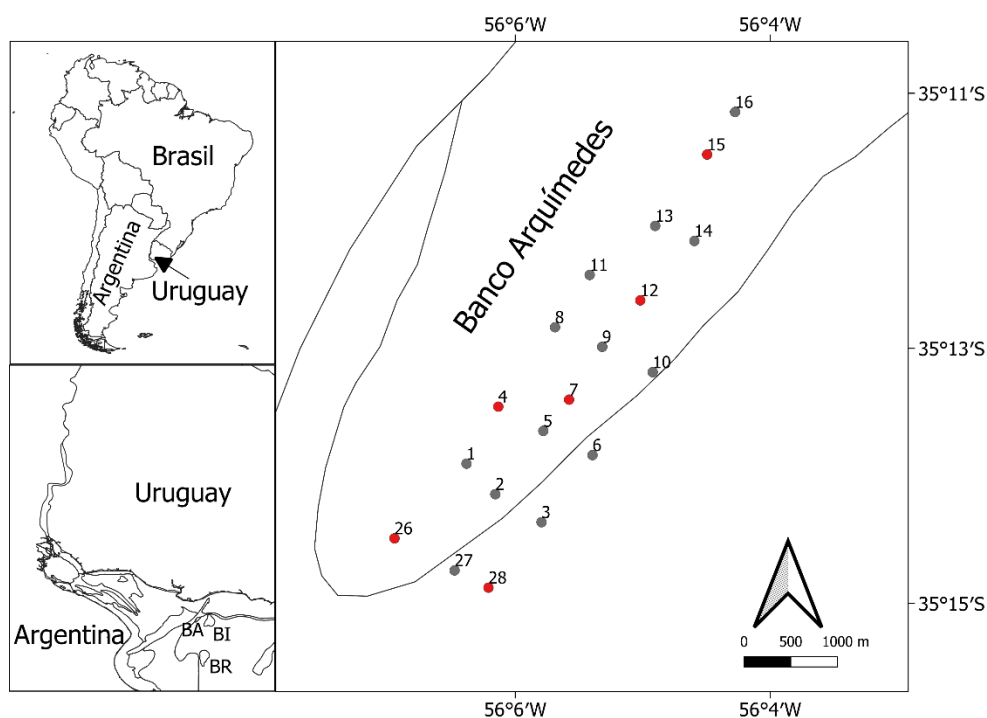 56°6'W
56°4'W
Brasil
Argentina
Uruguay
Uruguay
Argentina
BA
BI
BR
Banco Arquímedes
35°11'S
16
15
13
14
11
12
8
9
35°13'S
10
4
7
5
6
1
2
3
26
27
28
35°15'S
0 500 1000 m
56°6'W
56°4'W